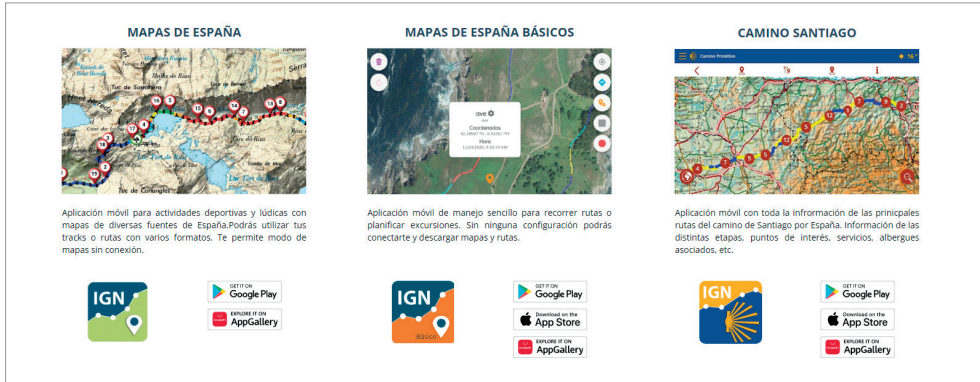 MAPAS DE ESPAÑA
Aplicación móvil para actividades deportivas y lúdicas con
mapas de diversas fuentes de España.Podrás utilizar tus
tracks o rutas con varios formatos. Te permite modo de
mapas sin conexión.
IGN
GET IT ON
Google Play
EXPLORE IT ON
AppGallery
MAPAS DE ESPAÑA BÁSICOS
ave
Coordenadas
Hora
Aplicación móvil de manejo sencillo para recorrer rutas o
planificar excursiones. Sin ninguna configuración podrás
conectarte y descargar mapas y rutas.
IGN
Básico
GET IT ON
Google Play
Download on the
App Store
EXPLORE IT ON
AppGallery
CAMINO SANTIAGO
Camino Primitivo
16°
Aplicación móvil con toda la infrormación de las prinicpales
rutas del camino de Santiago por España. Información de las
distintas etapas, puntos de interés, servicios, albergues
asociados, etc.
IGN
GET IT ON
Google Play
Download on the
App Store
EXPLORE IT ON
AppGallery